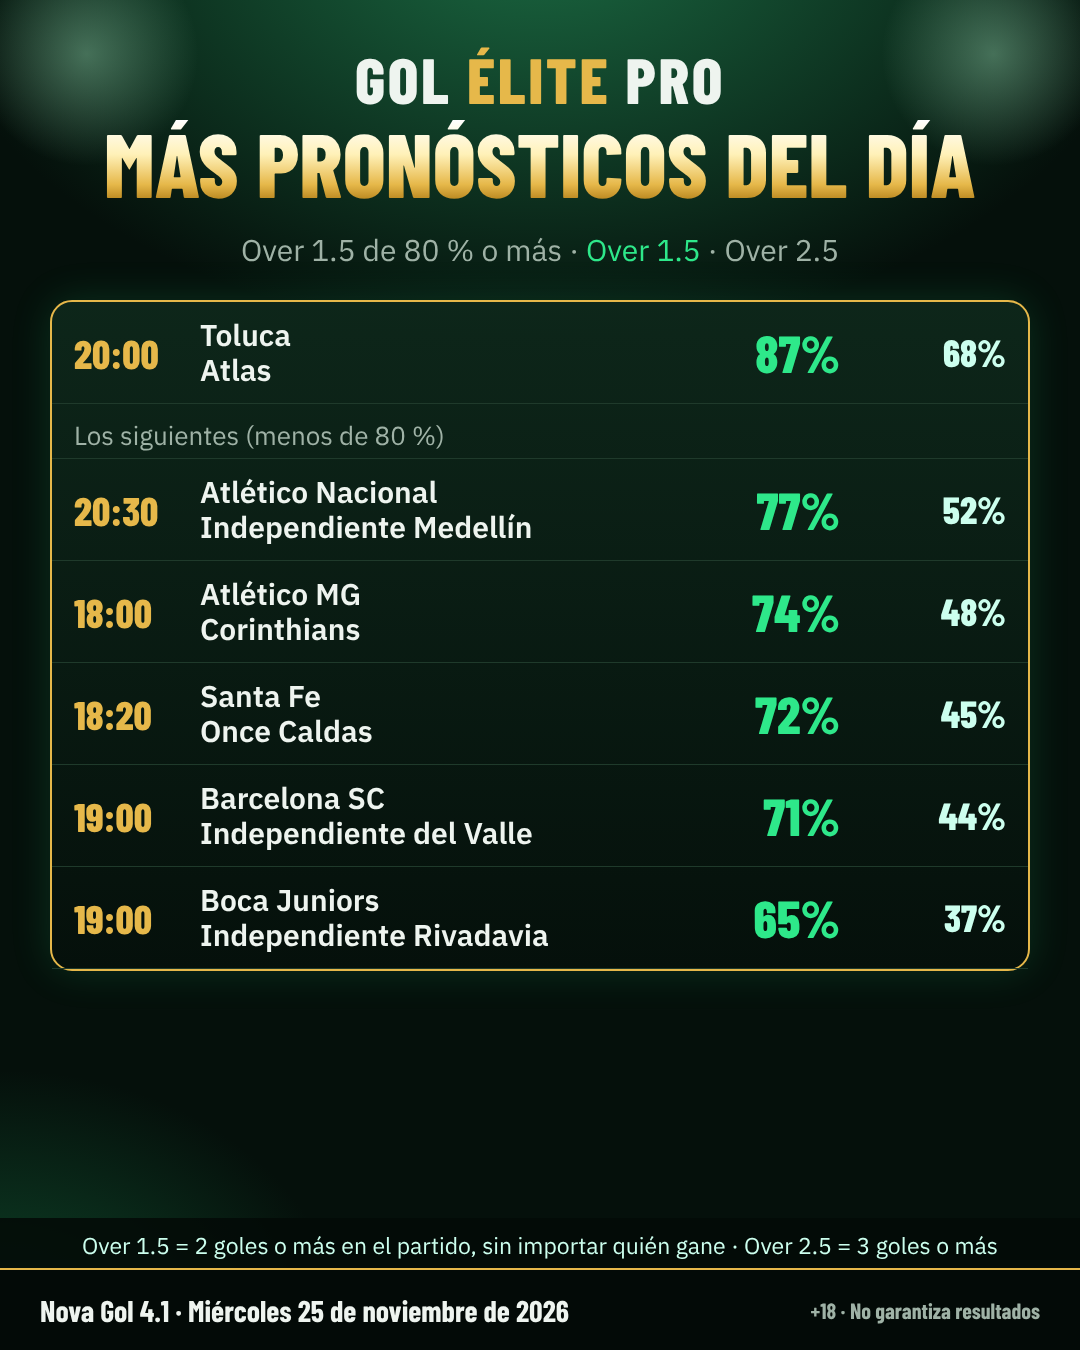 GOL ÉLITE PRO
MÁS PRONÓSTICOS DEL DÍA
Over 1.5 de 80 % o más · Over 1.5 · Over 2.5
20:00 Toluca Atlas 87% 68%
Los siguientes (menos de 80 %)
20:30 Atlético Nacional Independiente Medellín 77% 52%
18:00 Atlético MG Corinthians 74% 48%
18:20 Santa Fe Once Caldas 72% 45%
19:00 Barcelona SC Independiente del Valle 71% 44%
19:00 Boca Juniors Independiente Rivadavia 65% 37%
Over 1.5 = 2 goles o más en el partido, sin importar quién gane · Over 2.5 = 3 goles o más
Nova Gol 4.1 · Miércoles 25 de noviembre de 2026
+18 · No garantiza resultados